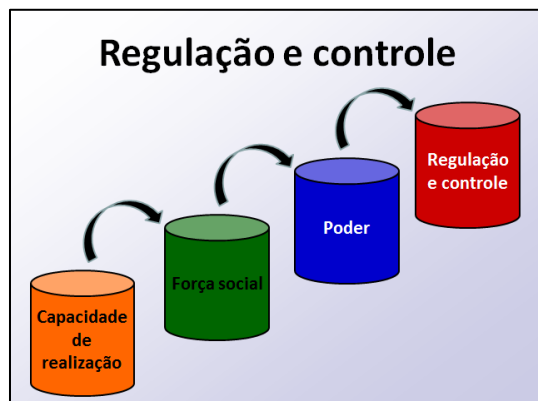 Regulação e controle
Regulação
e controle
Poder
Força social
Capacidade
de
realização